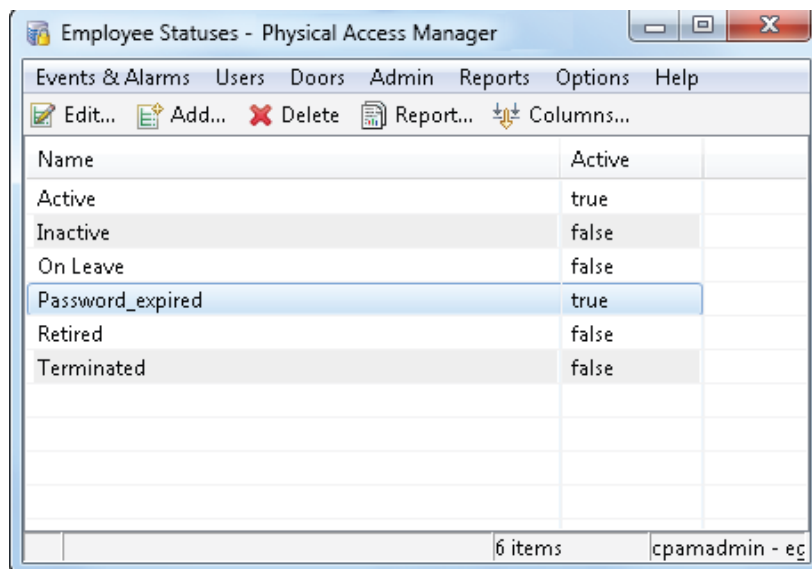 Employee Statuses - Physical Access Manager
Events & Alarms Users Doors Admin Reports Options Help
Edit... Add... Delete Report... Columns...
Name Active
Active true
Inactive false
On Leave false
Password_expired true
Retired false
Terminated false
6 items cpamadmin -